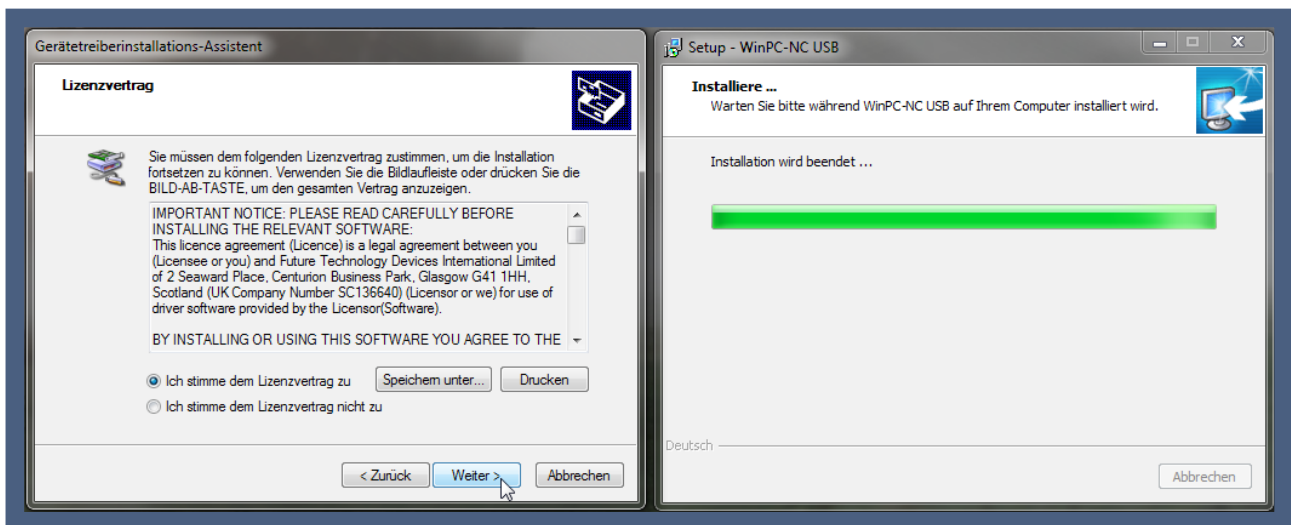 Gerätetreiberinstallations-Assistent
Lizenzvertrag
Sie müssen dem folgenden Lizenzvertrag zustimmen, um die Installation
fortsetzen zu können. Verwenden Sie die Bildlaufleiste oder drücken Sie die
BILD-AB-TASTE, um den gesamten Vertrag anzuzeigen.
IMPORTANT NOTICE: PLEASE READ CAREFULLY BEFORE
INSTALLING THE RELEVANT SOFTWARE:
This licence agreement (Licence) is a legal agreement between you
(Licensee or you) and Future Technology Devices International Limited
of 2 Seaward Place, Centurion Business Park, Glasgow G41 1HH,
Scotland (UK Company Number SC136640) (Licensor or we) for use of
driver software provided by the Licensor(Software).
BY INSTALLING OR USING THIS SOFTWARE YOU AGREE TO THE
Ich stimme dem Lizenzvertrag zu
Speichern unter...
Drucken
Ich stimme dem Lizenzvertrag nicht zu
< Zurück
Weiter >
Abbrechen
Setup - WinPC-NC USB
Installiere ...
Warten Sie bitte während WinPC-NC USB auf Ihrem Computer installiert wird.
Installation wird beendet ...
Deutsch
Abbrechen